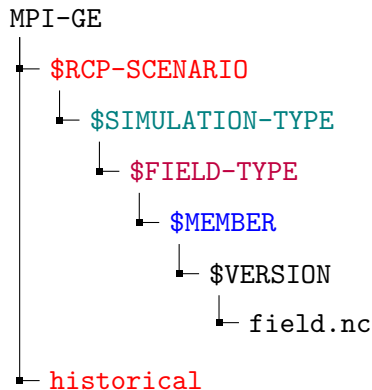 MPI-GE
$RCP-SCENARIO
$SIMULATION-TYPE
$FIELD-TYPE
$MEMBER
$VERSION
field.nc
historical